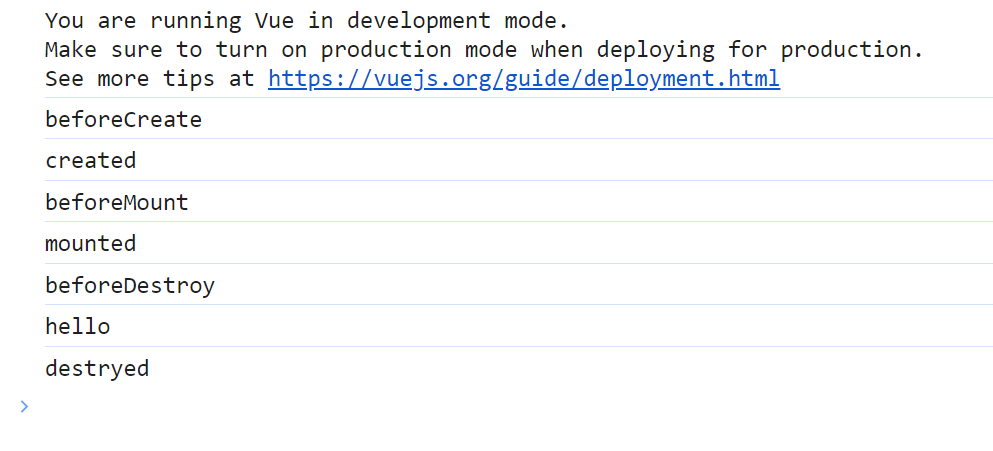 You are running Vue in development mode.
Make sure to turn on production mode when deploying for production.
See more tips at https://vuejs.org/guide/deployment.html
beforeCreate
created
beforeMount
mounted
beforeDestroy
hello
destryed